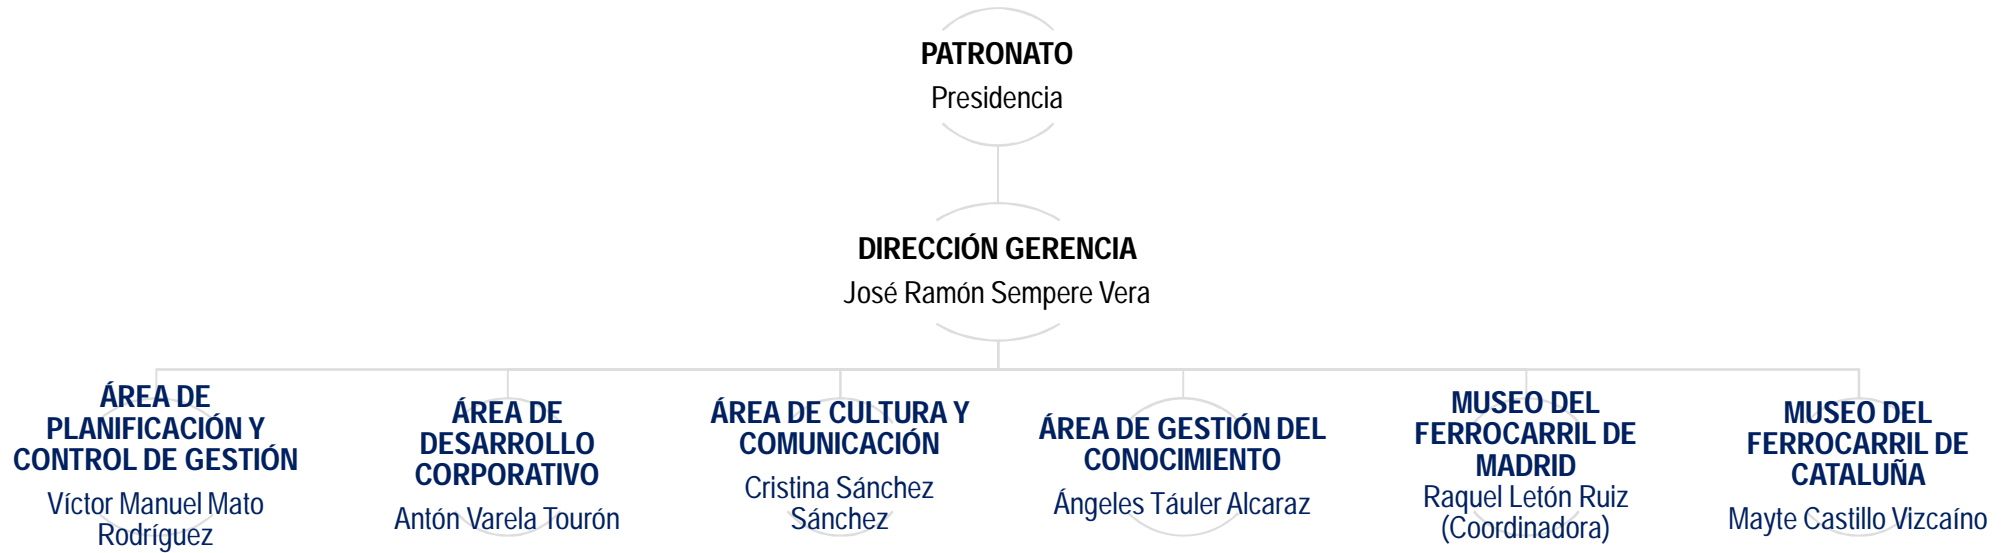 PATRONATO
Presidencia
DIRECCIÓN GERENCIA
José Ramón Sempere Vera
ÁREA DE
PLANIFICACIÓN Y
CONTROL DE GESTIÓN
Víctor Manuel Mato
Rodríguez
ÁREA DE
DESARROLLO
CORPORATIVO
Antón Varela Tourón
ÁREA DE CULTURA Y
COMUNICACIÓN
Cristina Sánchez
Sánchez
ÁREA DE GESTIÓN DEL
CONOCIMIENTO
Ángeles Táuler Alcaraz
MUSEO DEL
FERROCARRIL DE
MADRID
Raquel Letón Ruiz
(Coordinadora)
MUSEO DEL
FERROCARRIL DE
CATALUÑA
Mayte Castillo Vizcaíno